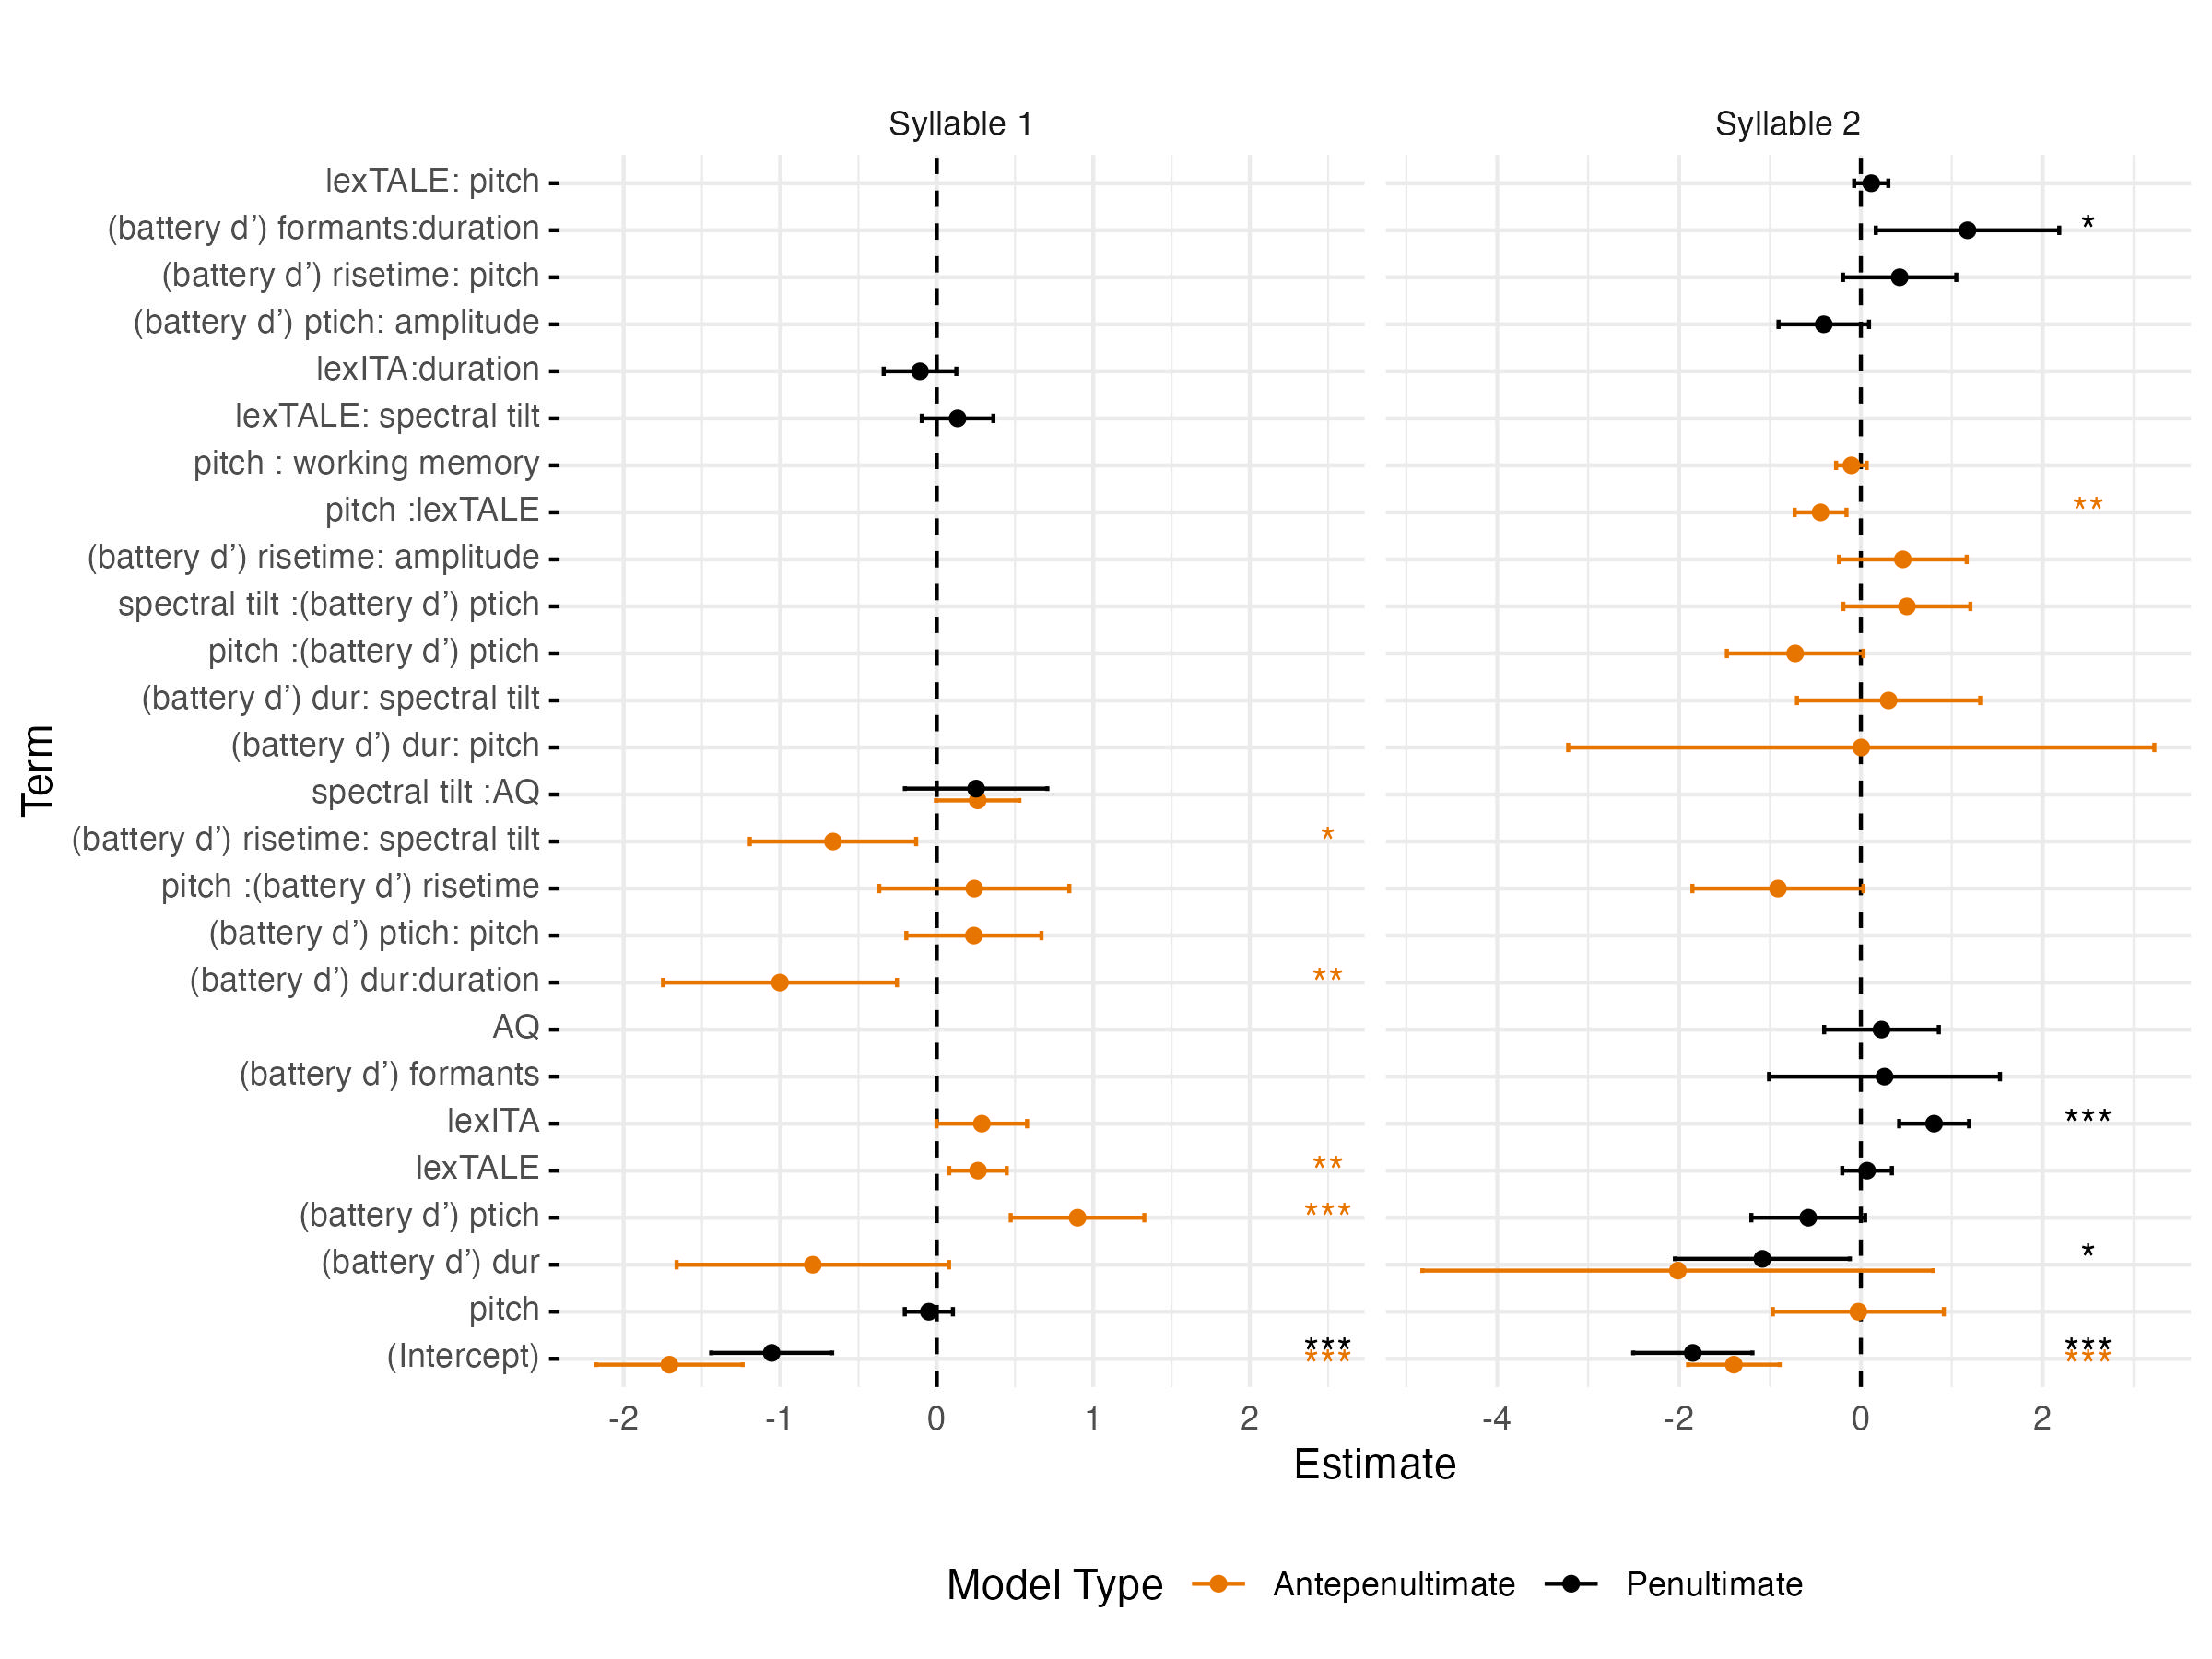 Syllable 1
Syllable 2
lexTALE: pitch
*
(battery d’) formants:duration
(battery d’) risetime: pitch
(battery d’) ptich: amplitude
lexITA:duration
lexTALE: spectral tilt
pitch : working memory
pitch :lexTALE
**
(battery d’) risetime: amplitude
spectral tilt :(battery d’) ptich
pitch :(battery d’) ptich
(battery d’) dur: spectral tilt
(battery d’) dur: pitch
spectral tilt :AQ
(battery d’) risetime: spectral tilt
*
pitch :(battery d’) risetime
(battery d’) ptich: pitch
(battery d’) dur:duration
**
AQ
(battery d’) formants
lexITA
***
lexTALE
**
(battery d’) ptich
***
(battery d’) dur
*
pitch
(Intercept)
***
***
***
***
Term
-2 -1 0 1 2
-4 -2 0 2
Estimate
Model Type Antepenultimate Penultimate